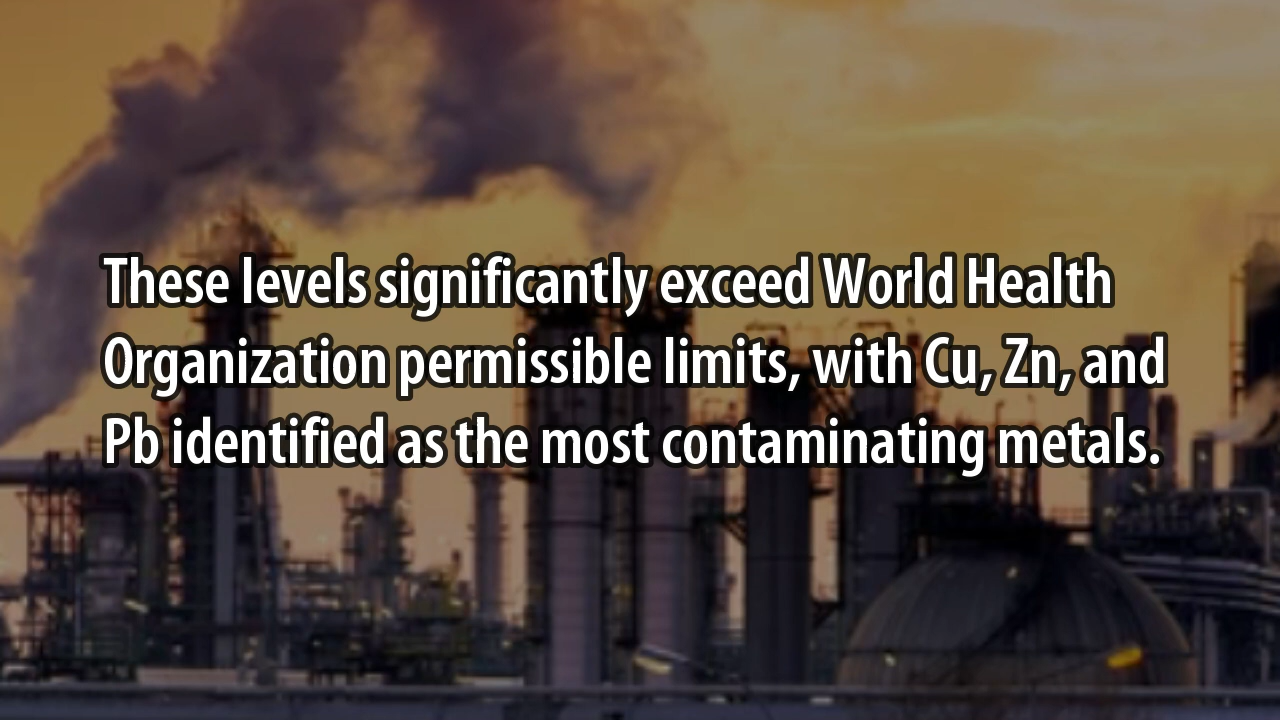 These levels significantly exceed World Health
Organization permissible limits, with Cu, Zn, and
Pb identified as the most contaminating metals.